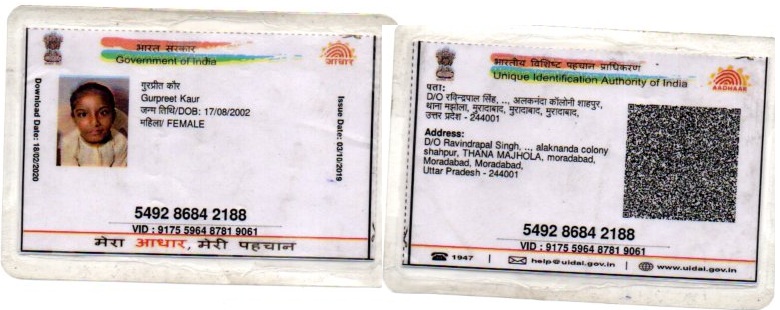 भारत सरकार
Government of India
आधार
Download Date: 18/02/2020
गुरप्रीत कौर
Gurpreet Kaur
जन्म तिथि/DOB: 17/08/2002
महिला/ FEMALE
Issue Date: 03/10/2019
5492 8684 2188
VID : 9175 5964 8781 9061
मेरा आधार, मेरी पहचान
भारतीय विशिष्ट पहचान प्राधिकरण
Unique Identification Authority of India
AADHAAR
पता:
D/O रविन्द्रपाल सिंह, .., अलकनंदा कॉलोनी शाहपुर,
थाना मझोला, मुरादाबाद, मुरादाबाद, मुरादाबाद,
उत्तर प्रदेश - 244001
Address:
D/O Ravindrapal Singh, .., alaknanda colony
shahpur, THANA MAJHOLA, moradabad,
Moradabad, Moradabad,
Uttar Pradesh - 244001
5492 8684 2188
VID : 9175 5964 8781 9061
1947 | help@uidai.gov.in | www.uidai.gov.in